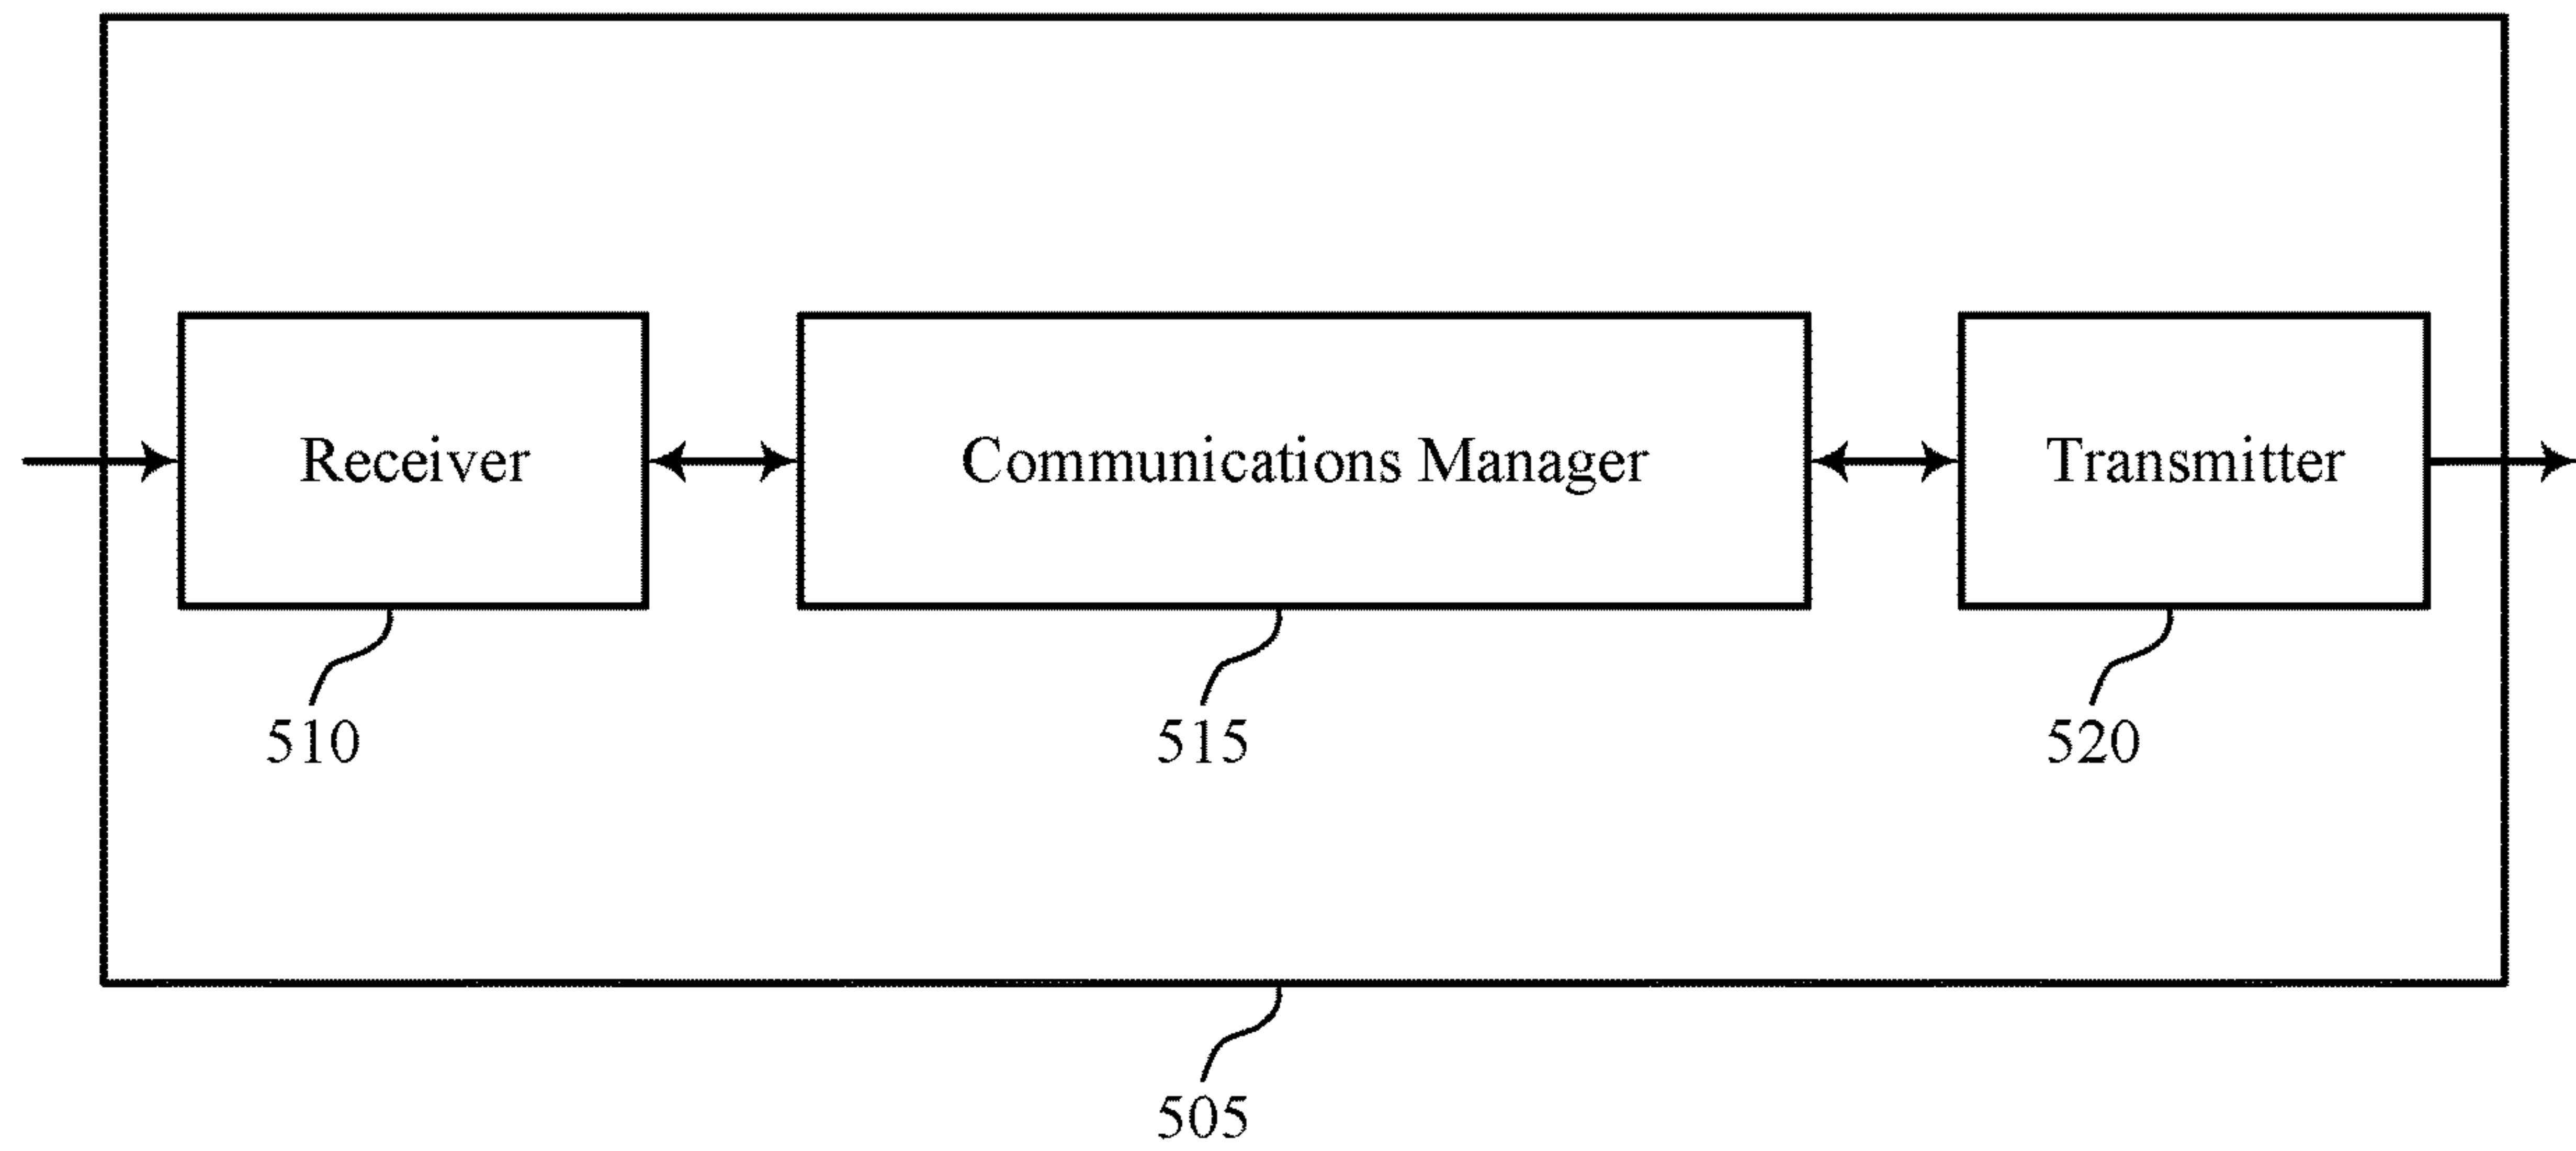 Receiver
Communications Manager
Transmitter
510
515
520
505